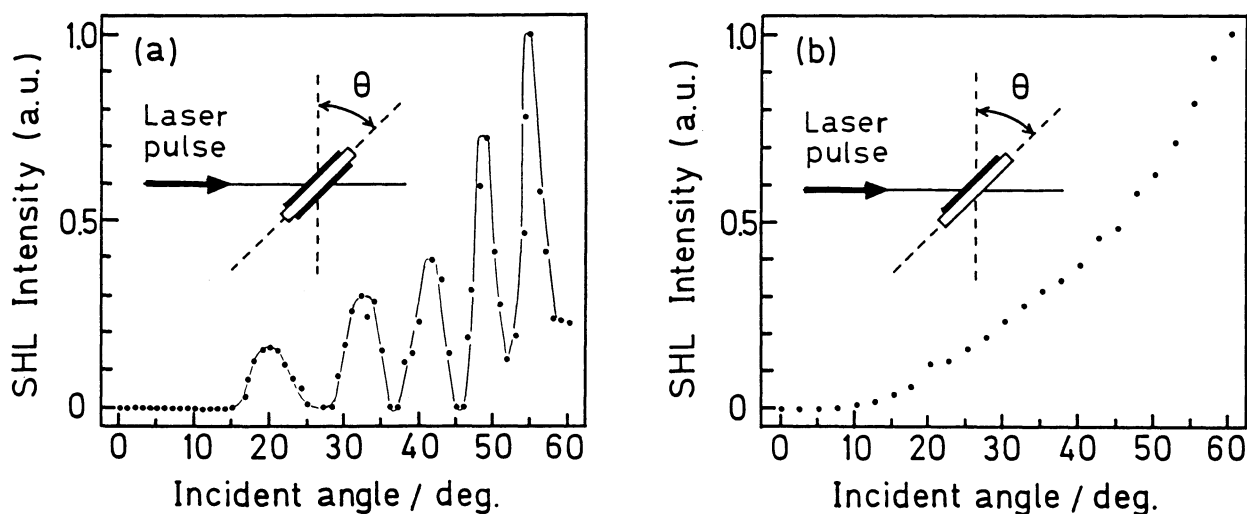 (a)
θ
Laser
pulse
SHL Intensity (a.u.)
1.0
0.5
0
0 10 20 30 40 50 60
Incident angle / deg.
(b)
θ
Laser
pulse
SHL Intensity (a.u.)
1.0
0.5
0
0 10 20 30 40 50 60
Incident angle / deg.